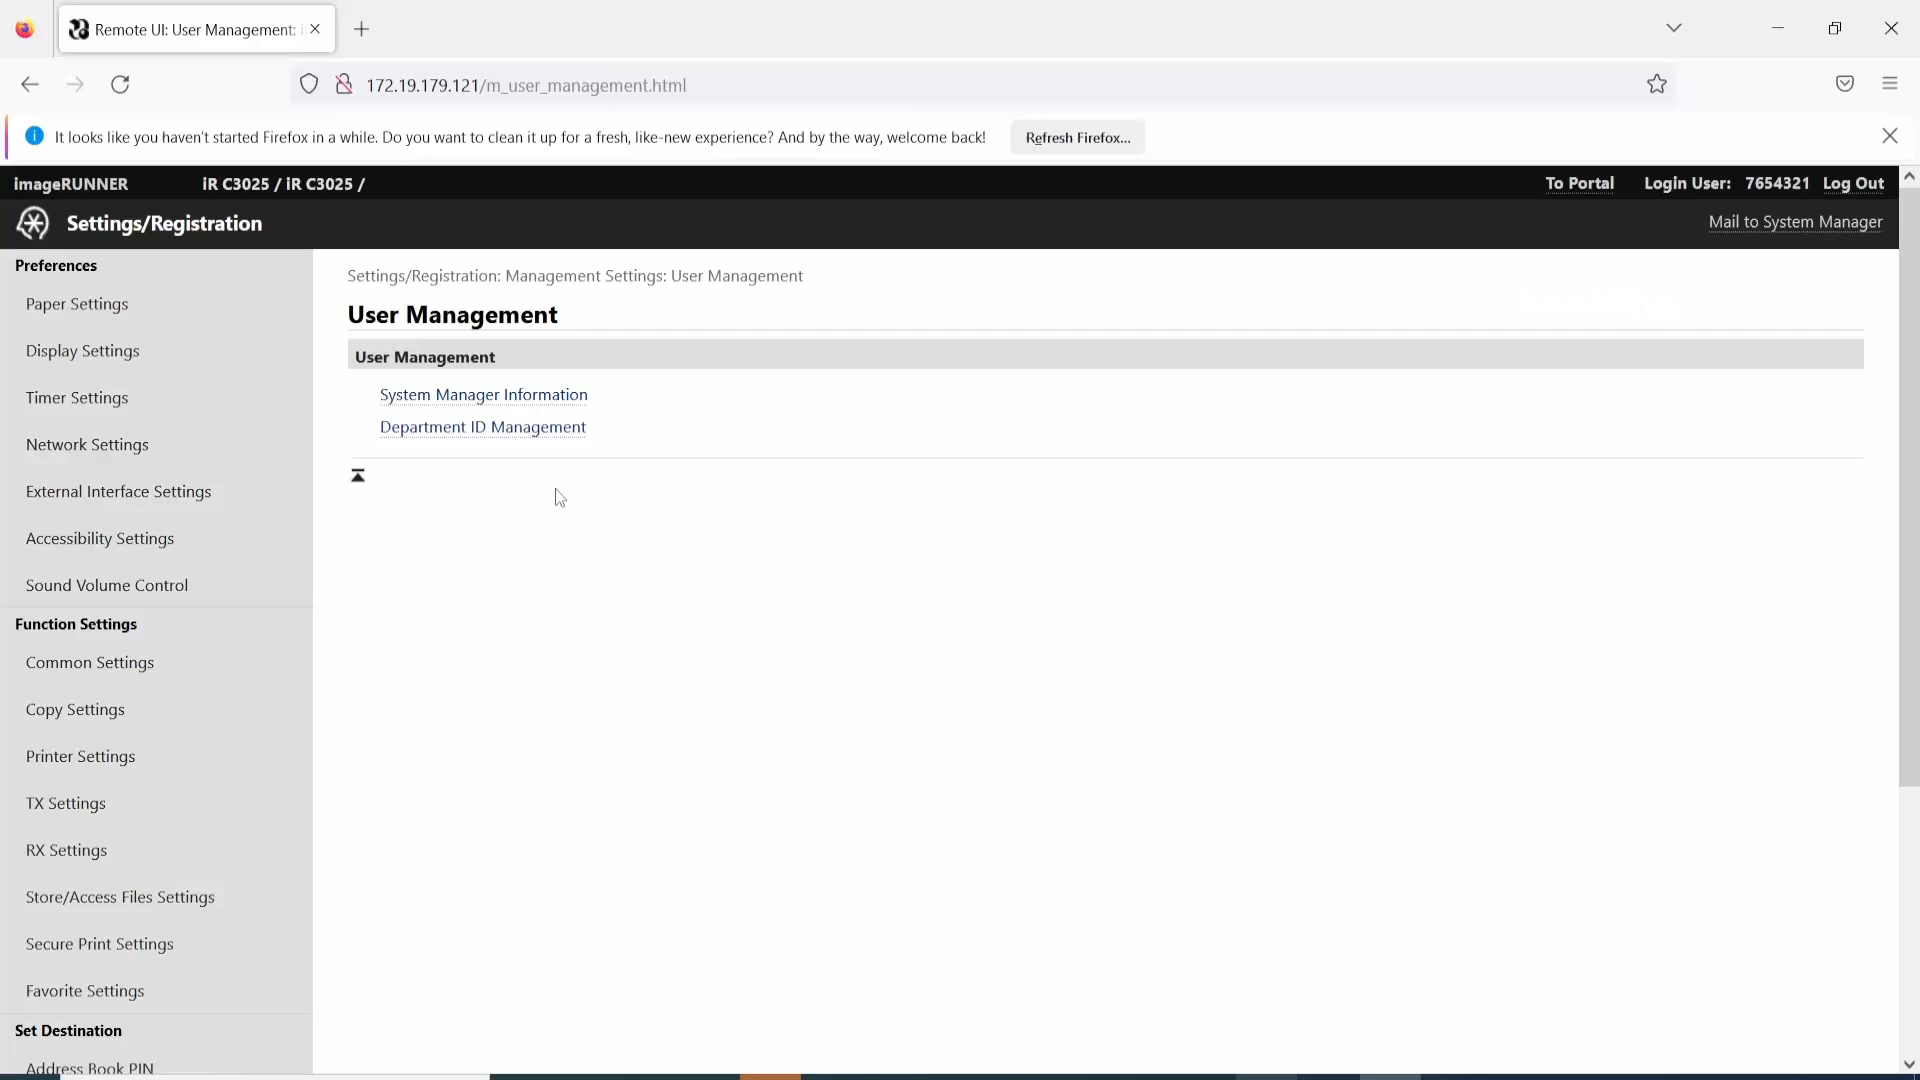 Remote UI: User Management:
172.19.179.121/m_user_management.html
It looks like you haven't started Firefox in a while. Do you want to clean it up for a fresh, like-new experience? And by the way, welcome back! Refresh Firefox...
imageRUNNER iR C3025 / iR C3025 / To Portal Login User: 7654321 Log Out
Settings/Registration Mail to System Manager
Preferences
Paper Settings
Display Settings
Timer Settings
Network Settings
External Interface Settings
Accessibility Settings
Sound Volume Control
Function Settings
Common Settings
Copy Settings
Printer Settings
TX Settings
RX Settings
Store/Access Files Settings
Secure Print Settings
Favorite Settings
Set Destination
Address Book PIN
Settings/Registration: Management Settings: User Management
User Management
User Management
System Manager Information
Department ID Management